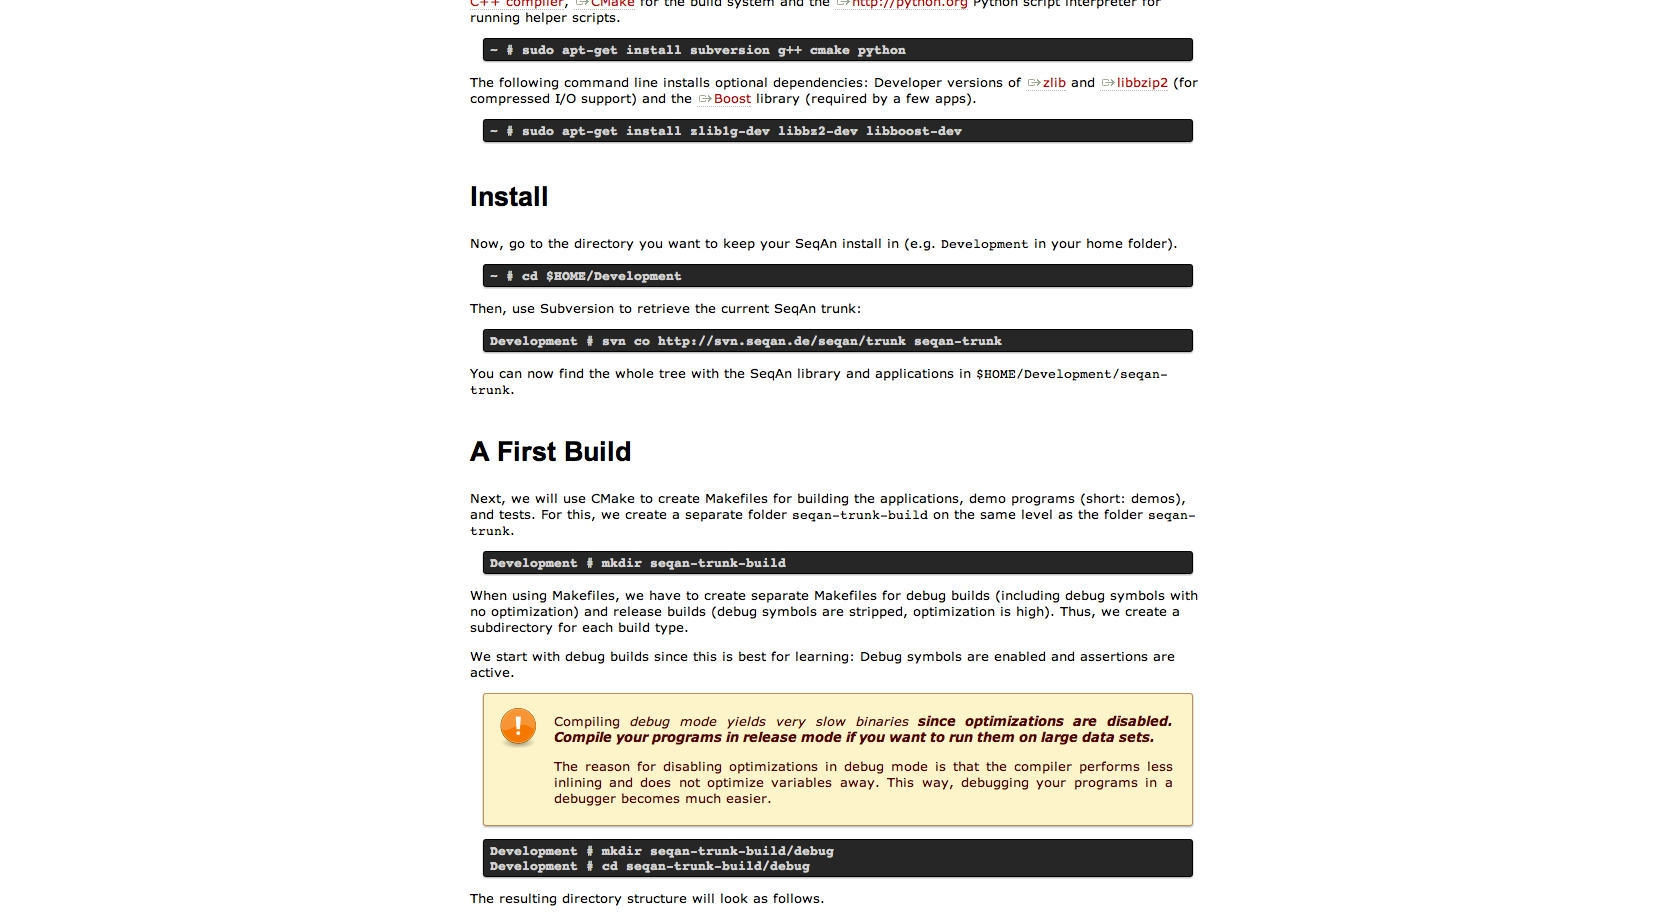 C++ compiler, CMake for the build system and the http://python.org Python script interpreter for
running helper scripts.
~ # sudo apt-get install subversion g++ cmake python
The following command line installs optional dependencies: Developer versions of zlib and libbzip2 (for
compressed I/O support) and the Boost library (required by a few apps).
~ # sudo apt-get install zlib1g-dev libbz2-dev libboost-dev
Install
Now, go to the directory you want to keep your SeqAn install in (e.g. Development in your home folder).
~ # cd $HOME/Development
Then, use Subversion to retrieve the current SeqAn trunk:
Development # svn co http://svn.seqan.de/seqan/trunk seqan-trunk
You can now find the whole tree with the SeqAn library and applications in $HOME/Development/seqan-
trunk.
A First Build
Next, we will use CMake to create Makefiles for building the applications, demo programs (short: demos),
and tests. For this, we create a separate folder seqan-trunk-build on the same level as the folder seqan-
trunk.
Development # mkdir seqan-trunk-build
When using Makefiles, we have to create separate Makefiles for debug builds (including debug symbols with
no optimization) and release builds (debug symbols are stripped, optimization is high). Thus, we create a
subdirectory for each build type.
We start with debug builds since this is best for learning: Debug symbols are enabled and assertions are
active.
Compiling debug mode yields very slow binaries since optimizations are disabled.
Compile your programs in release mode if you want to run them on large data sets.
The reason for disabling optimizations in debug mode is that the compiler performs less
inlining and does not optimize variables away. This way, debugging your programs in a
debugger becomes much easier.
Development # mkdir seqan-trunk-build/debug
Development # cd seqan-trunk-build/debug
The resulting directory structure will look as follows.